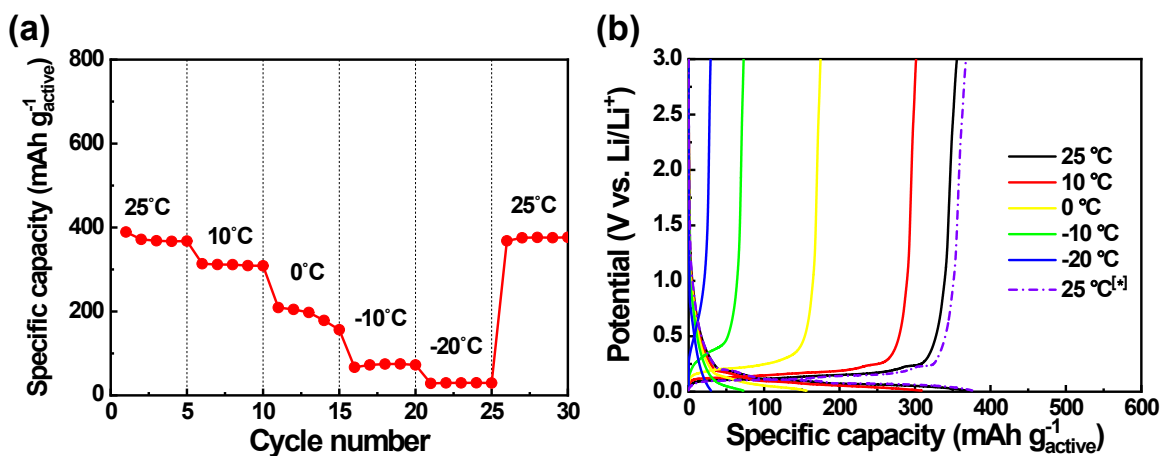 (a)
Specific capacity (mAh g⁻¹active)
800
600
400
200
0
25°C
10°C
0°C
-10°C
-20°C
25°C
0 5 10 15 20 25 30
Cycle number
(b)
Potential (V vs. Li/Li⁺)
3.0
2.5
2.0
1.5
1.0
0.5
0.0
25 °C
10 °C
0 °C
-10 °C
-20 °C
25 °C[*]
0 100 200 300 400 500 600
Specific capacity (mAh g⁻¹active)